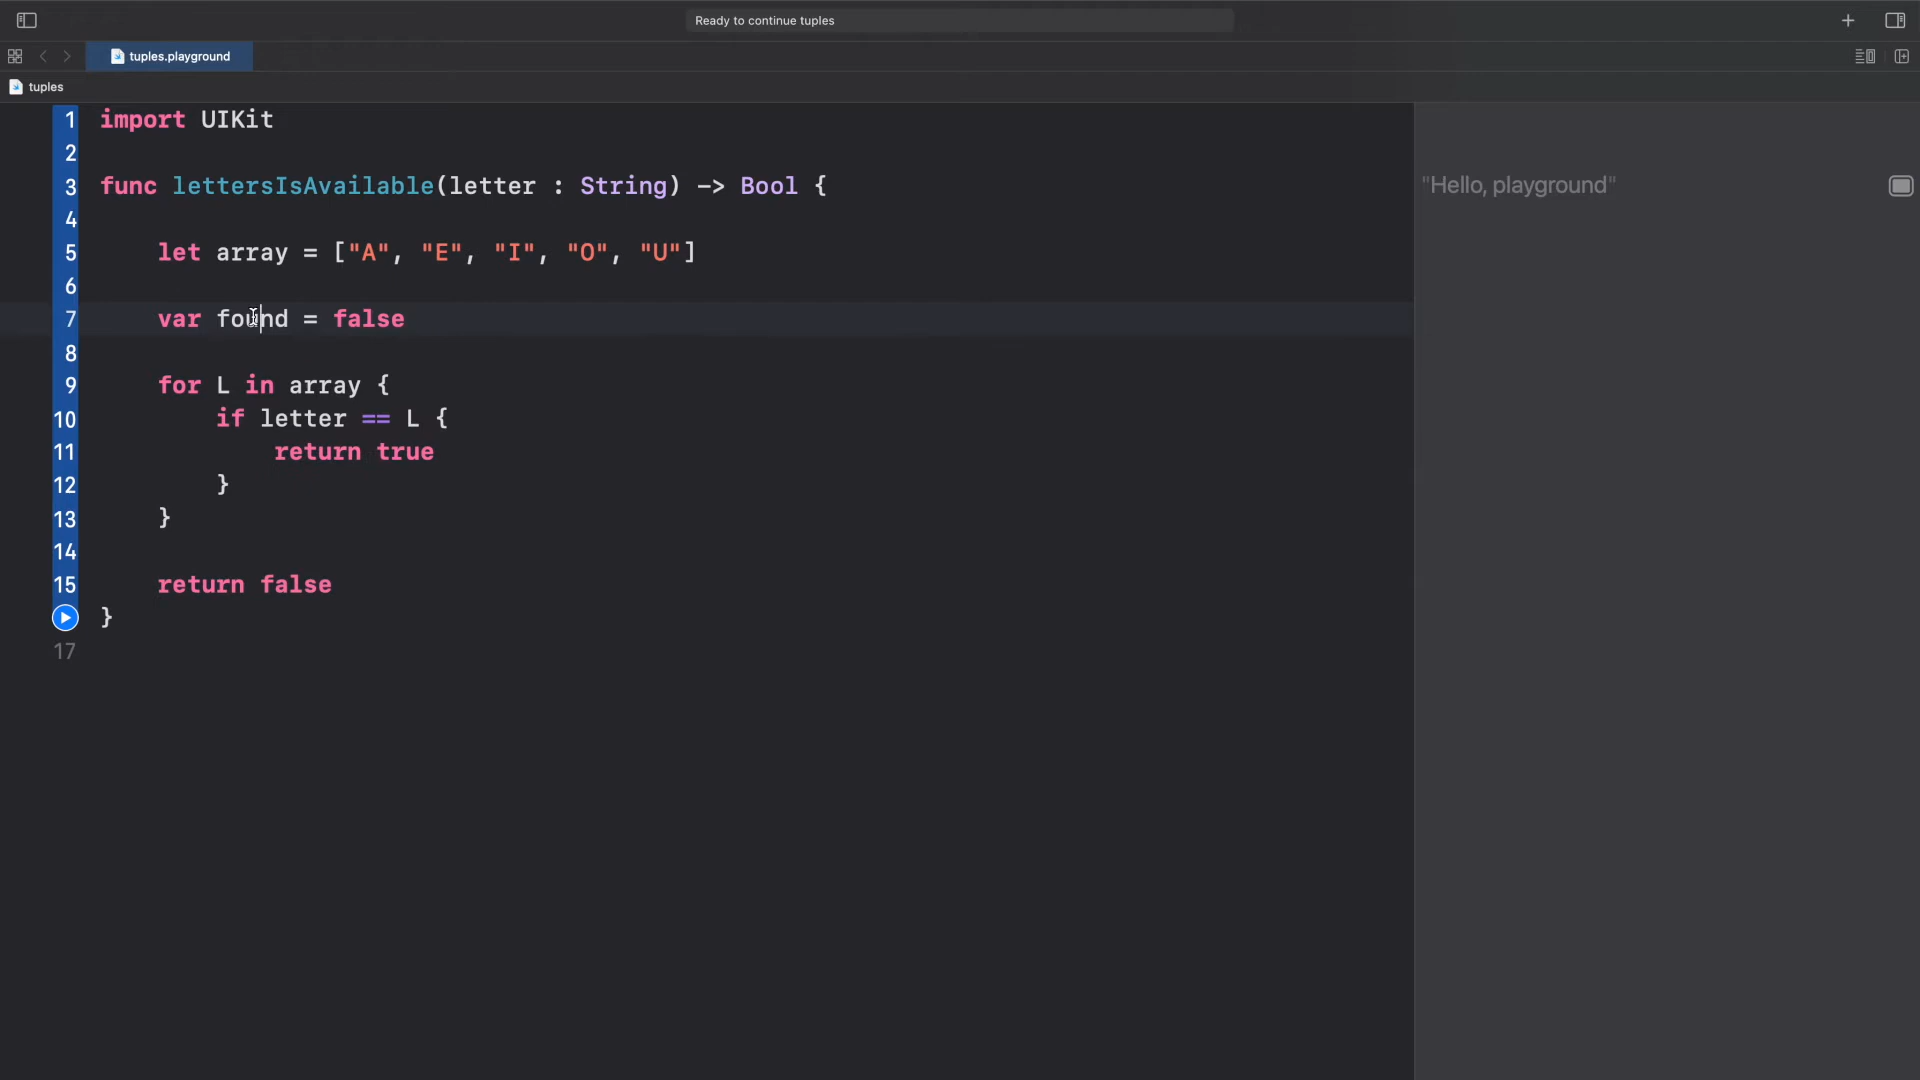 Ready to continue tuples
tuples.playground
tuples
1 import UIKit
2
3 func lettersIsAvailable(letter : String) -> Bool {
4
5 let array = ["A", "E", "I", "O", "U"]
6
7 var found = false
8
9 for L in array {
10 if letter == L {
11 return true
12 }
13 }
14
15 return false
}
17
"Hello, playground"